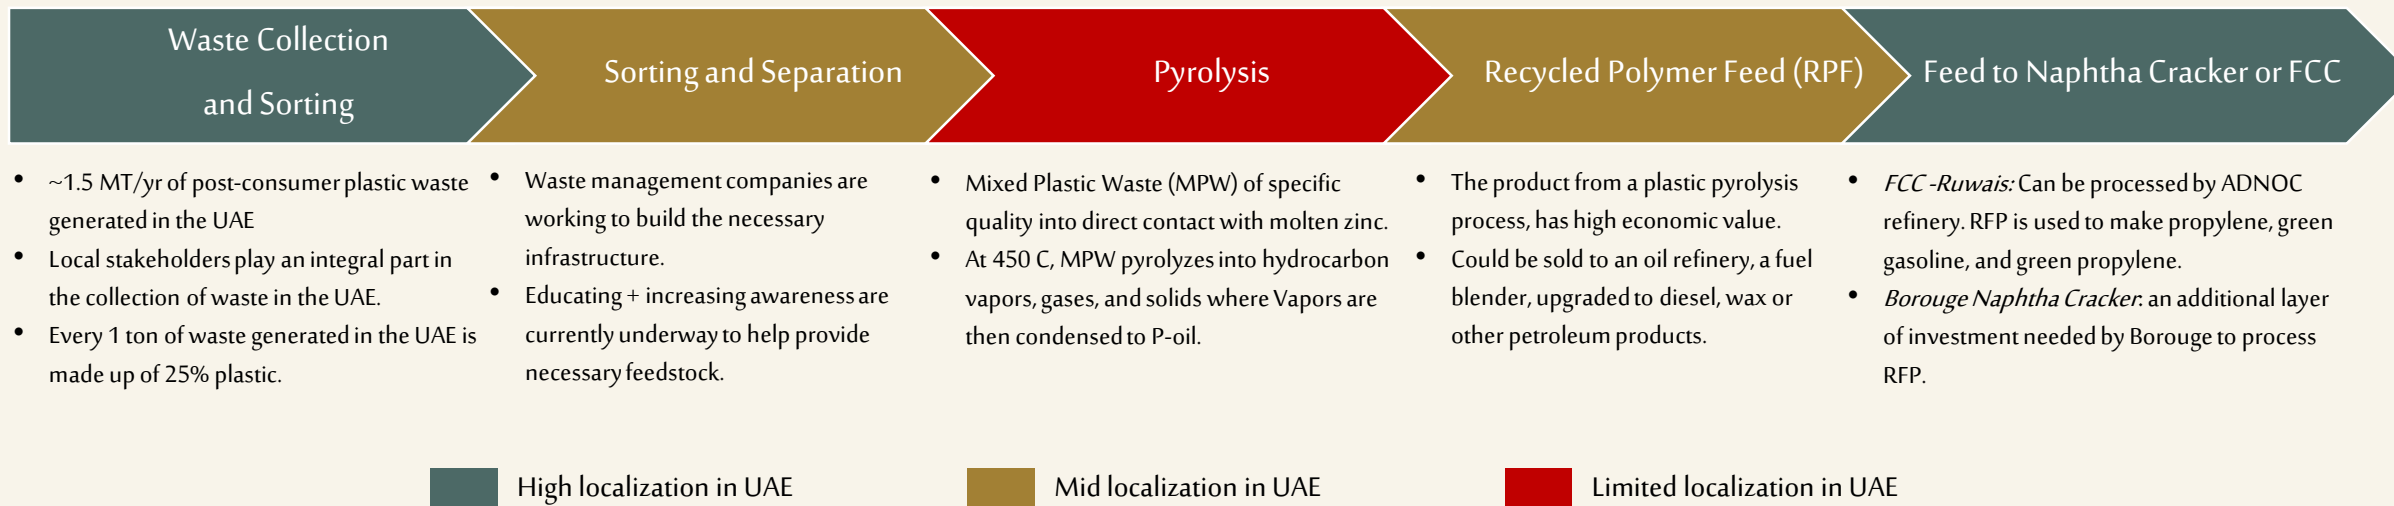 Waste Collection
and Sorting
Sorting and Separation
Pyrolysis
Recycled Polymer Feed (RPF)
Feed to Naphtha Cracker or FCC
• ~1.5 MT/yr of post-consumer plastic waste
generated in the UAE
• Local stakeholders play an integral part in
the collection of waste in the UAE.
• Every 1 ton of waste generated in the UAE is
made up of 25% plastic.
• Waste management companies are
working to build the necessary
infrastructure.
• Educating + increasing awareness are
currently underway to help provide
necessary feedstock.
• Mixed Plastic Waste (MPW) of specific
quality into direct contact with molten zinc.
• At 450 C, MPW pyrolyzes into hydrocarbon
vapors, gases, and solids where Vapors are
then condensed to P-oil.
• The product from a plastic pyrolysis
process, has high economic value.
• Could be sold to an oil refinery, a fuel
blender, upgraded to diesel, wax or
other petroleum products.
• FCC -Ruwais: Can be processed by ADNOC
refinery. RFP is used to make propylene, green
gasoline, and green propylene.
• Borouge Naphtha Cracker: an additional layer
of investment needed by Borouge to process
RFP.
High localization in UAE
Mid localization in UAE
Limited localization in UAE